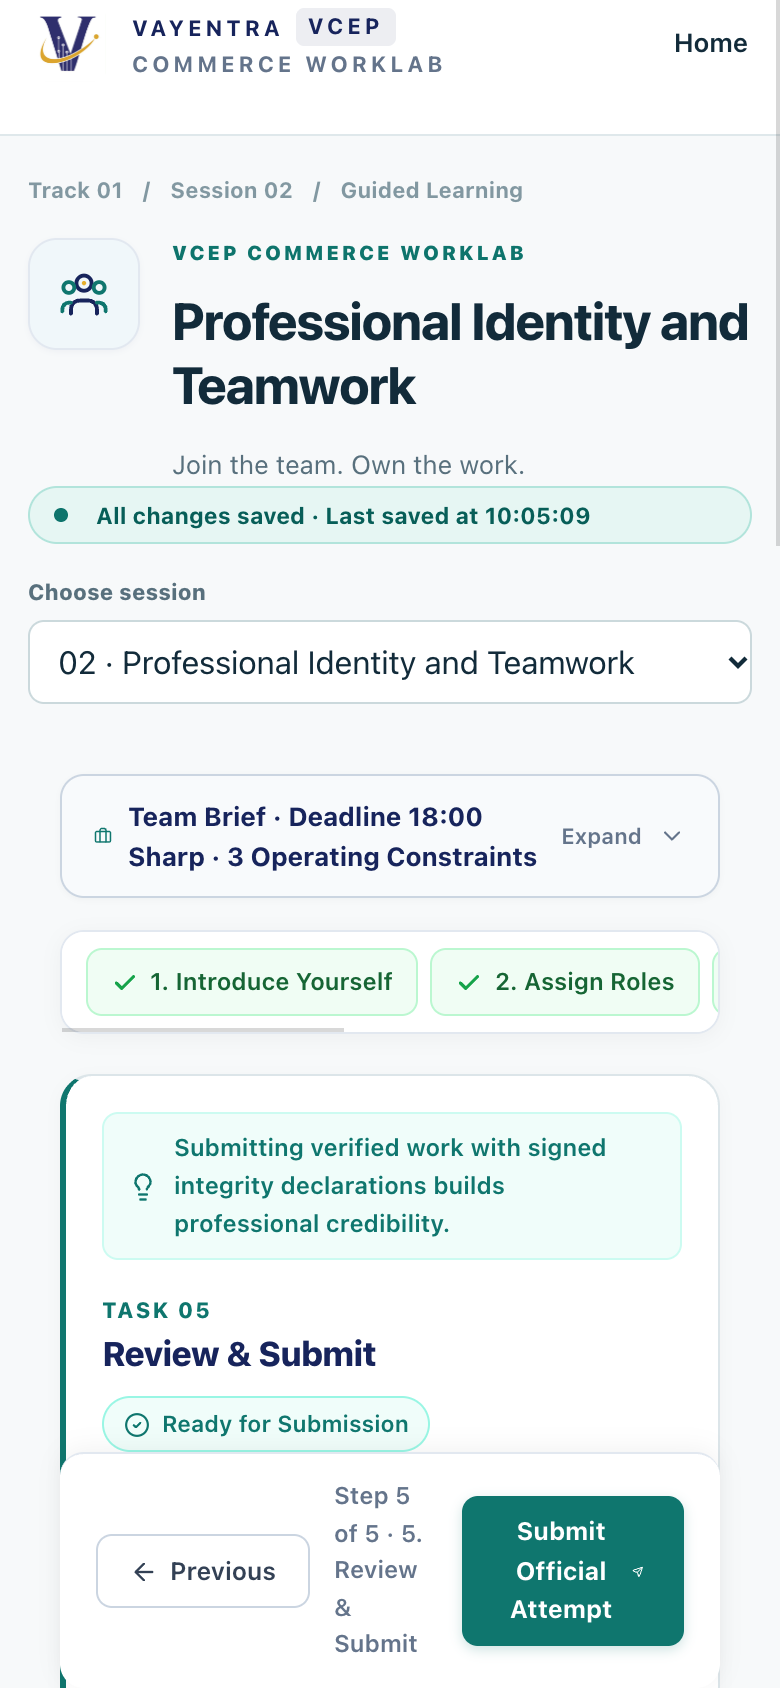 VAYENTRA VCEP
COMMERCE WORKLAB
Home
Track 01 / Session 02 / Guided Learning
VCEP COMMERCE WORKLAB
Professional Identity and
Teamwork
Join the team. Own the work.
All changes saved · Last saved at 10:05:09
Choose session
02 · Professional Identity and Teamwork
Team Brief · Deadline 18:00
Sharp · 3 Operating Constraints
Expand
1. Introduce Yourself
2. Assign Roles
Submitting verified work with signed
integrity declarations builds
professional credibility.
TASK 05
Review & Submit
Ready for Submission
Previous
Step 5
of 5 · 5.
Review
&
Submit
Submit
Official
Attempt